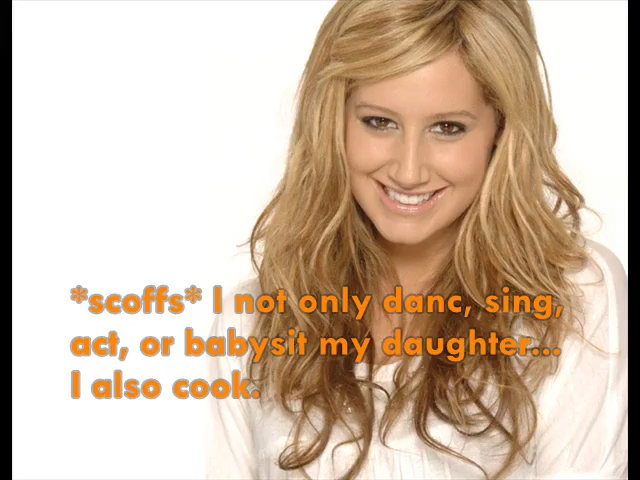 *scoffs* I not only danc, sing,
act, or babysit my daughter...
I also cook.